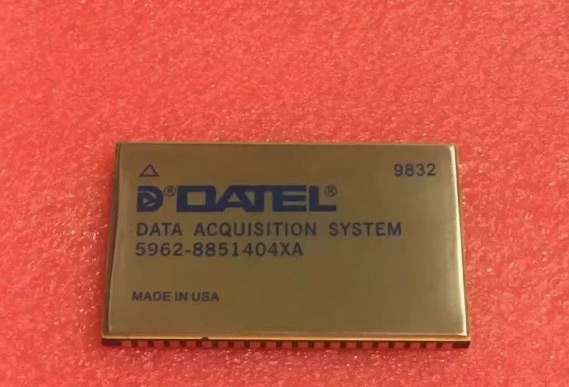 9832
D® DATEL®
DATA ACQUISITION SYSTEM
5962-8851404XA
MADE IN USA